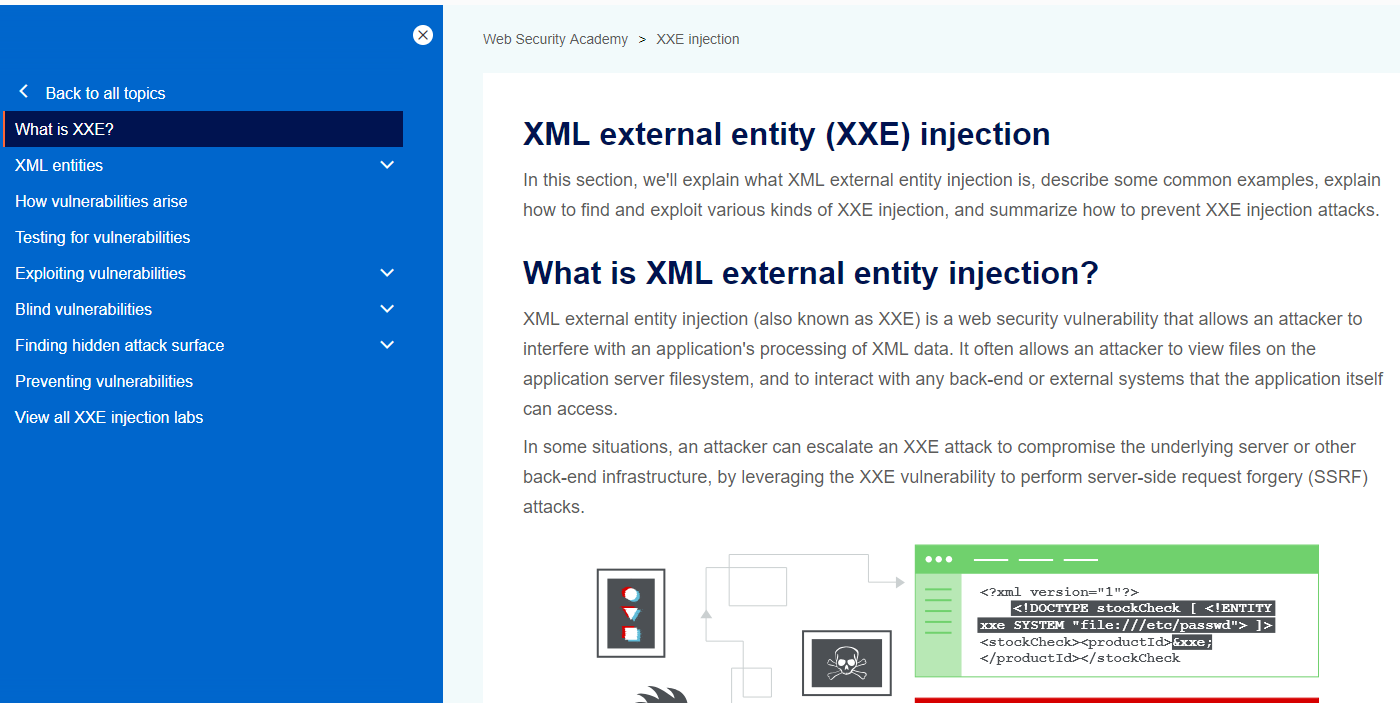 Back to all topics
What is XXE?
XML entities
How vulnerabilities arise
Testing for vulnerabilities
Exploiting vulnerabilities
Blind vulnerabilities
Finding hidden attack surface
Preventing vulnerabilities
View all XXE injection labs
Web Security Academy > XXE injection
XML external entity (XXE) injection
In this section, we'll explain what XML external entity injection is, describe some common examples, explain
how to find and exploit various kinds of XXE injection, and summarize how to prevent XXE injection attacks.
What is XML external entity injection?
XML external entity injection (also known as XXE) is a web security vulnerability that allows an attacker to
interfere with an application's processing of XML data. It often allows an attacker to view files on the
application server filesystem, and to interact with any back-end or external systems that the application itself
can access.
In some situations, an attacker can escalate an XXE attack to compromise the underlying server or other
back-end infrastructure, by leveraging the XXE vulnerability to perform server-side request forgery (SSRF)
attacks.
<?xml version="1"?>
<!DOCTYPE stockCheck [ <!ENTITY
xxe SYSTEM "file:///etc/passwd"> ]>
<stockCheck><productId>&xxe;
</productId></stockCheck